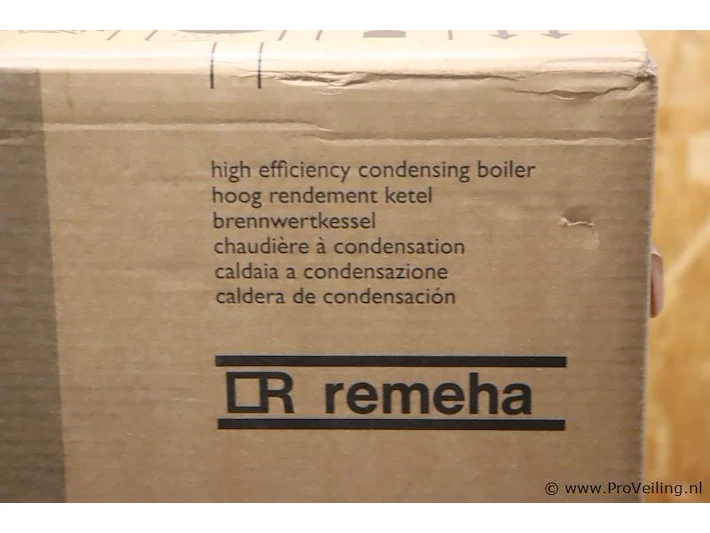 high efficiency condensing boiler
hoog rendement ketel
brennwertkessel
chaudière à condensation
caldaia a condensazione
caldera de condensación
R remeha
© www.ProVeiling.nl